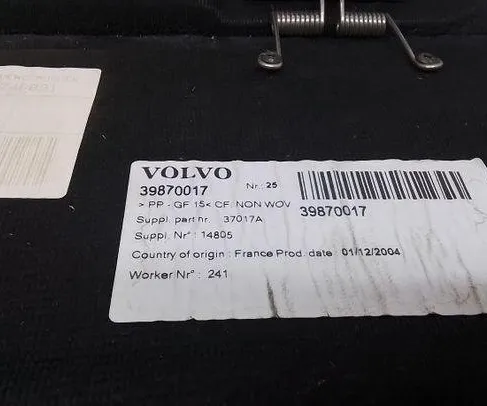 VOLVO
Nr.: 25
39870017
> PP - GF 15< CF. NON WOV
39870017
Suppl. part nr. 37017A
Suppl. Nr°: 14805
Country of origin : France Prod. date 01/12/2004
Worker Nr° : 241